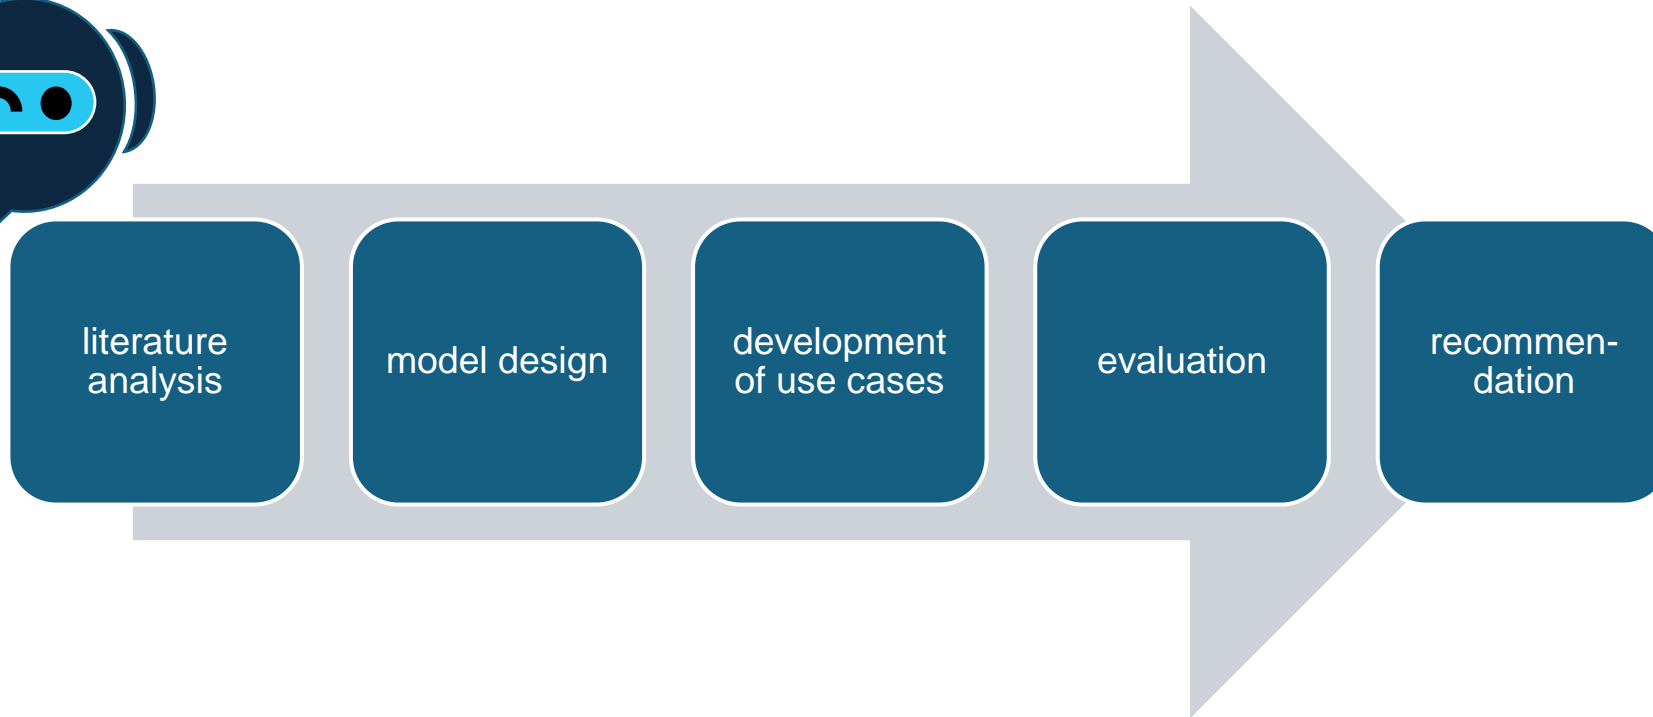 literature
analysis
model design
development
of use cases
evaluation
recommen-
dation